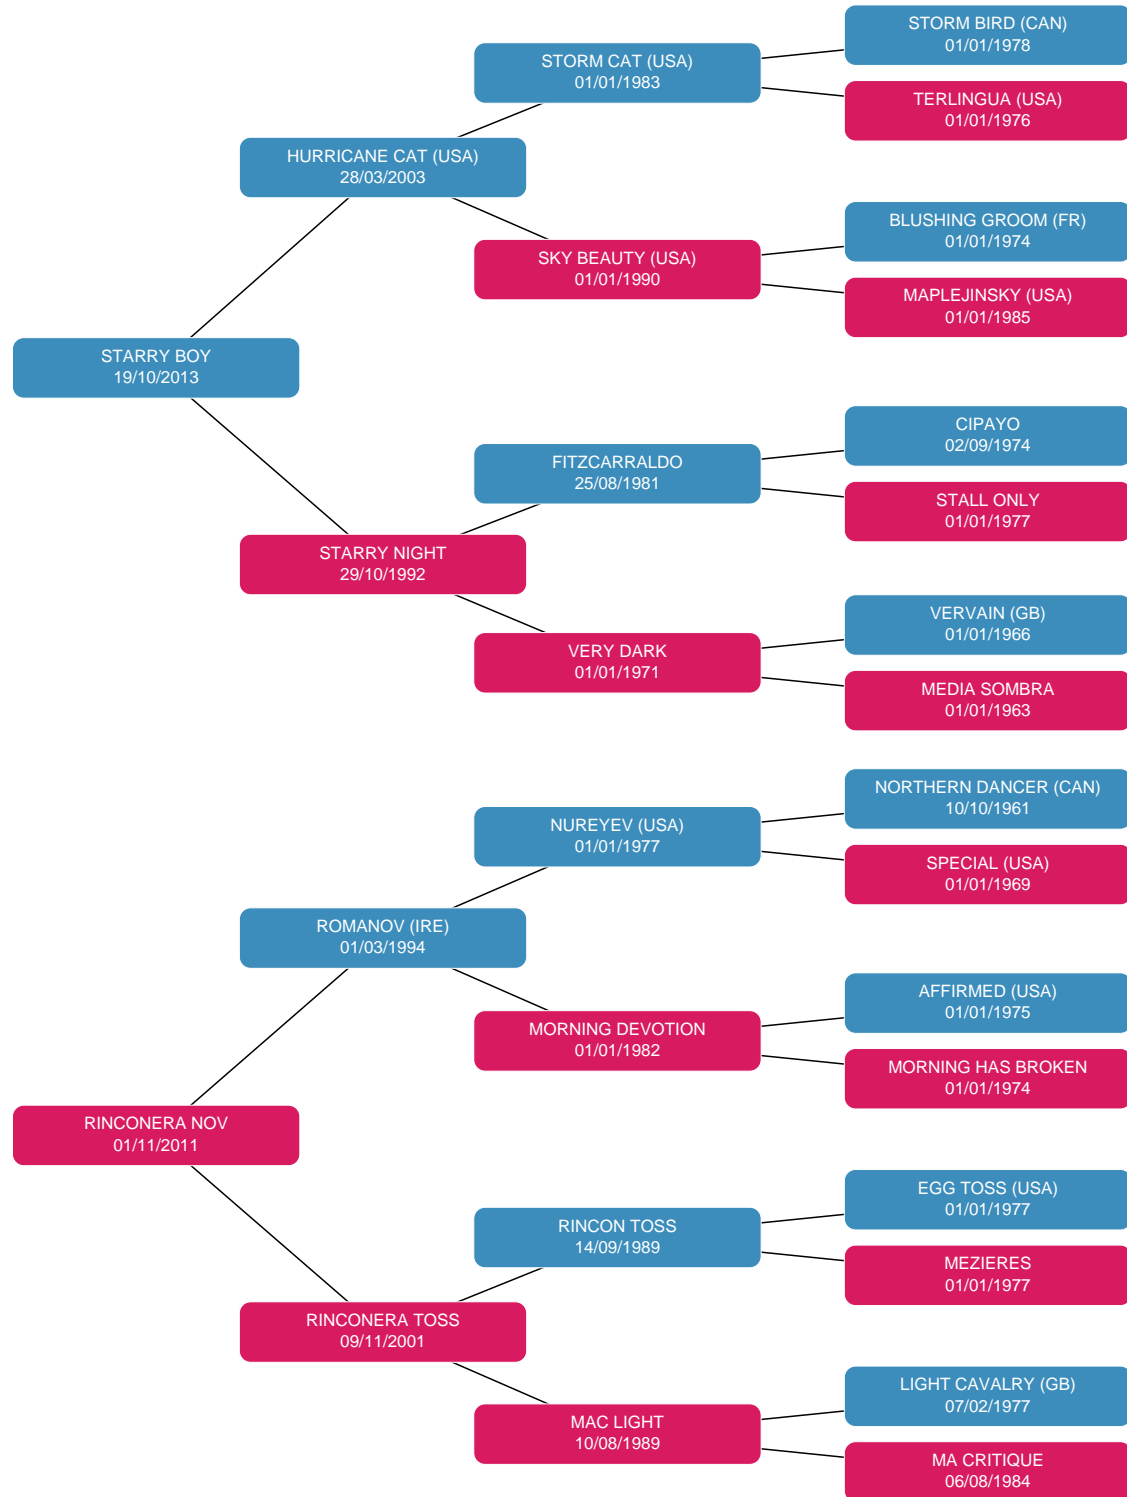 STORM BIRD (CAN)
01/01/1978
STORM CAT (USA)
01/01/1983
TERLINGUA (USA)
01/01/1976
HURRICANE CAT (USA)
28/03/2003
BLUSHING GROOM (FR)
01/01/1974
SKY BEAUTY (USA)
01/01/1990
MAPLEJINSKY (USA)
01/01/1985
STARRY BOY
19/10/2013
CIPAYO
02/09/1974
FITZCARRALDO
25/08/1981
STALL ONLY
01/01/1977
STARRY NIGHT
29/10/1992
VERVAIN (GB)
01/01/1966
VERY DARK
01/01/1971
MEDIA SOMBRA
01/01/1963
NORTHERN DANCER (CAN)
10/10/1961
NUREYEV (USA)
01/01/1977
SPECIAL (USA)
01/01/1969
ROMANOV (IRE)
01/03/1994
AFFIRMED (USA)
01/01/1975
MORNING DEVOTION
01/01/1982
MORNING HAS BROKEN
01/01/1974
RINCONERA NOV
01/11/2011
EGG TOSS (USA)
01/01/1977
RINCON TOSS
14/09/1989
MEZIERES
01/01/1977
RINCONERA TOSS
09/11/2001
LIGHT CAVALRY (GB)
07/02/1977
MAC LIGHT
10/08/1989
MA CRITIQUE
06/08/1984